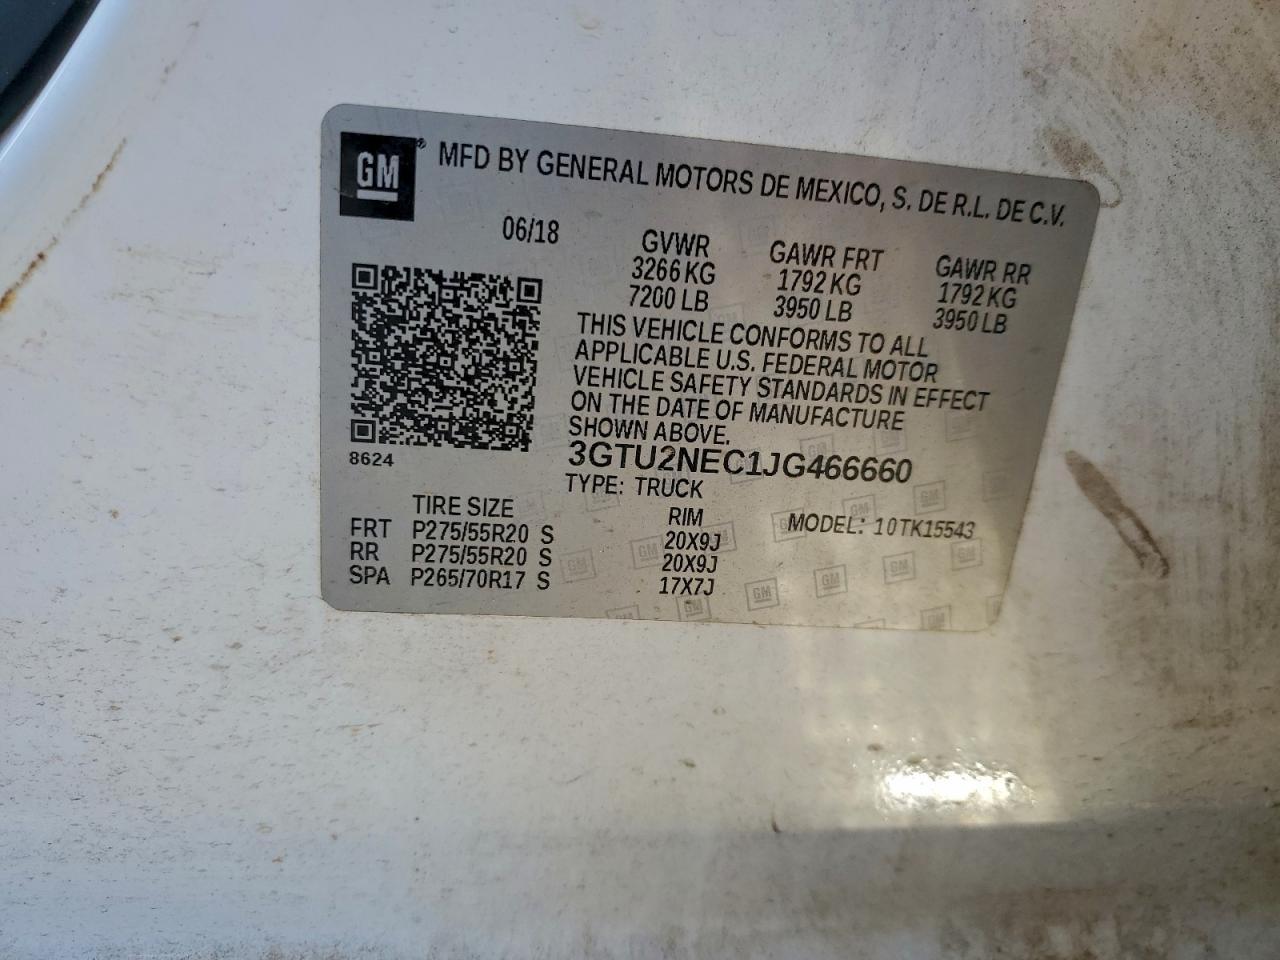 GM® MFD BY GENERAL MOTORS DE MEXICO, S. DE R.L. DE C.V.
06/18
GVWR GAWR FRT GAWR RR
3266 KG 1792 KG 1792 KG
7200 LB 3950 LB 3950 LB
THIS VEHICLE CONFORMS TO ALL
APPLICABLE U.S. FEDERAL MOTOR
VEHICLE SAFETY STANDARDS IN EFFECT
ON THE DATE OF MANUFACTURE
SHOWN ABOVE.
8624
3GTU2NEC1JG466660
TYPE: TRUCK
MODEL: 10TK15543
TIRE SIZE RIM
FRT P275/55R20 S 20X9J
RR P275/55R20 S 20X9J
SPA P265/70R17 S 17X7J